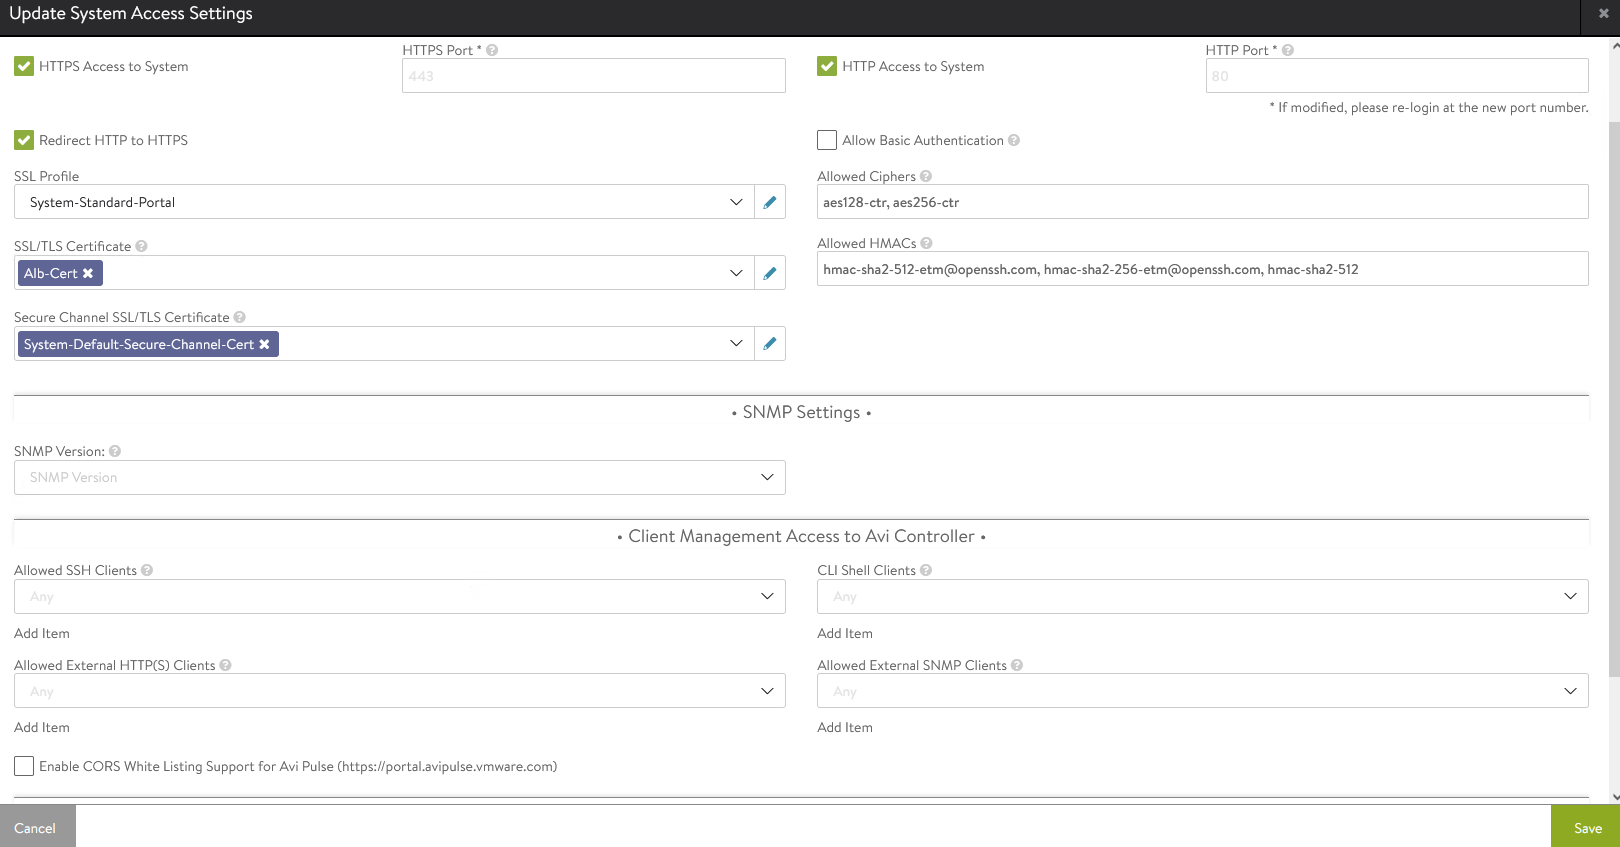 Update System Access Settings
HTTPS Access to System
HTTPS Port *
443
HTTP Access to System
HTTP Port *
80
* If modified, please re-login at the new port number.
Redirect HTTP to HTTPS
Allow Basic Authentication
SSL Profile
System-Standard-Portal
Allowed Ciphers
aes128-ctr, aes256-ctr
SSL/TLS Certificate
Alb-Cert
Allowed HMACs
hmac-sha2-512-etm@openssh.com, hmac-sha2-256-etm@openssh.com, hmac-sha2-512
Secure Channel SSL/TLS Certificate
System-Default-Secure-Channel-Cert
• SNMP Settings •
SNMP Version:
SNMP Version
• Client Management Access to Avi Controller •
Allowed SSH Clients
Any
Add Item
CLI Shell Clients
Any
Add Item
Allowed External HTTP(S) Clients
Any
Add Item
Allowed External SNMP Clients
Any
Add Item
Enable CORS White Listing Support for Avi Pulse (https://portal.avipulse.vmware.com)
Cancel
Save